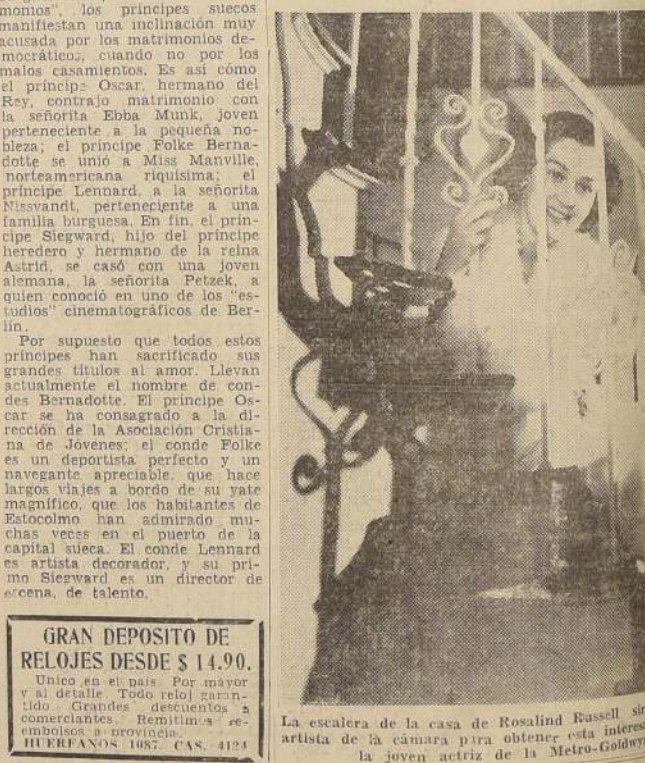 monios", los príncipes suecos
manifiestan una inclinación muy
acusada por los matrimonios de-
mocráticos, cuando no por los
malos casamientos. Es así cómo
el príncipe Oscar, hermano del
Rey, contrajo matrimonio con
la señorita Ebba Munk, joven
perteneciente a la pequeña no-
bleza; el príncipe Folke Berna-
dotte se unió a Miss Manville,
norteamericana riquísima; el
príncipe Lennard, a la señorita
Nissvandt, perteneciente a una
familia burguesa. En fin, el prín-
cipe Siegward, hijo del príncipe
heredero y hermano de la reina
Astrid, se casó con una joven
alemana, la señorita Petzek, a
quien conoció en uno de los "es-
tudios" cinematográficos de Ber-
lín.
Por supuesto que todos estos
príncipes han sacrificado sus
grandes títulos al amor. Llevan
actualmente el nombre de con-
des Bernadotte. El príncipe Os-
car se ha consagrado a la di-
rección de la Asociación Cristia-
na de Jóvenes; el conde Folke
es un deportista perfecto y un
navegante apreciable, que hace
largos viajes a bordo de su yate
magnífico, que los habitantes de
Estocolmo han admirado mu-
chas veces en el puerto de la
capital sueca. El conde Lennard
es artista decorador, y su pri-
mo Siegward es un director de
escena, de talento.
GRAN DEPOSITO DE
RELOJES DESDE $ 14.90.
Unico en el país. Por mayor
y al detalle. Todo reloj garan-
tido. Grandes descuentos a
comerciantes. Remitimos re-
embolsos a provincia.
HUERFANOS 1087. CAS. 4124
La escalera de la casa de Rosalind Russell
artista de la cámara para obtener esta
la joven actriz de la